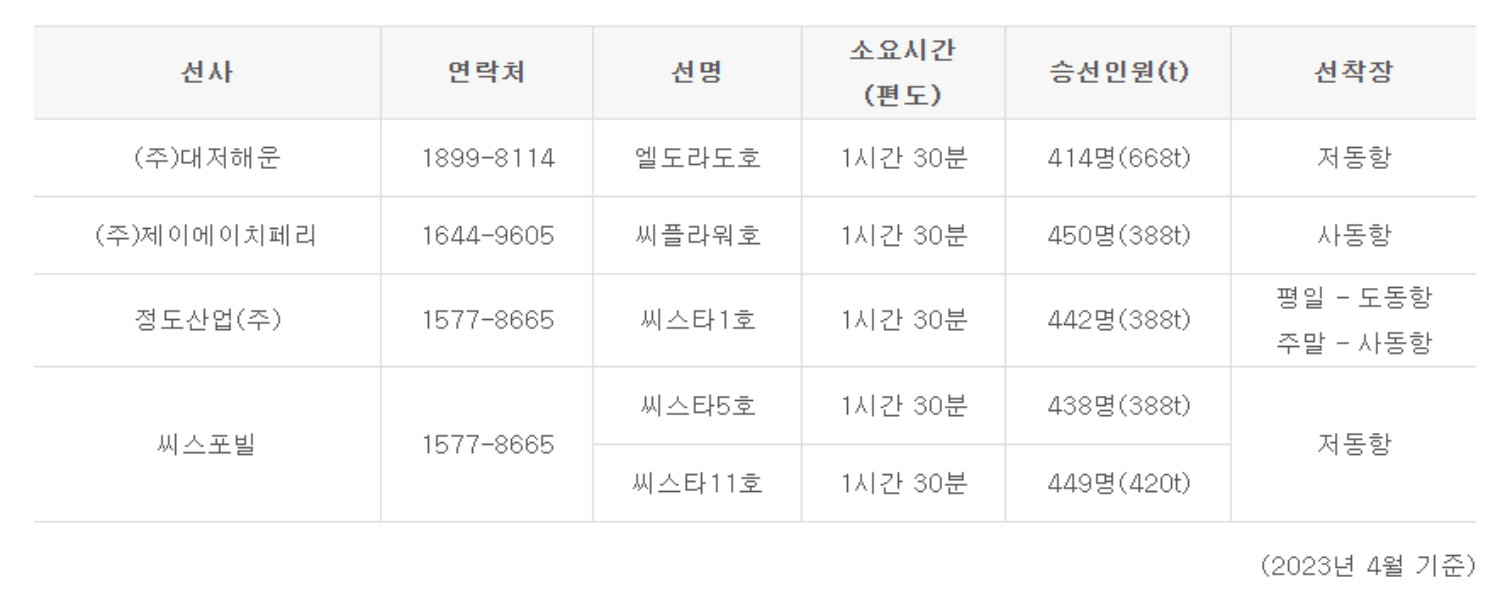 선사 연락처 선명 소요시간 (편도) 승선인원(t) 선착장
(주)대저해운 1899-8114 엘도라도호 1시간 30분 414명(668t) 저동항
(주)제이에이치페리 1644-9605 씨플라워호 1시간 30분 450명(388t) 사동항
정도산업(주) 1577-8665 씨스타1호 1시간 30분 442명(388t) 평일 - 도동항
주말 - 사동항
씨스포빌 1577-8665 씨스타5호 1시간 30분 438명(388t) 저동항
씨스타11호 1시간 30분 449명(420t)
(2023년 4월 기준)